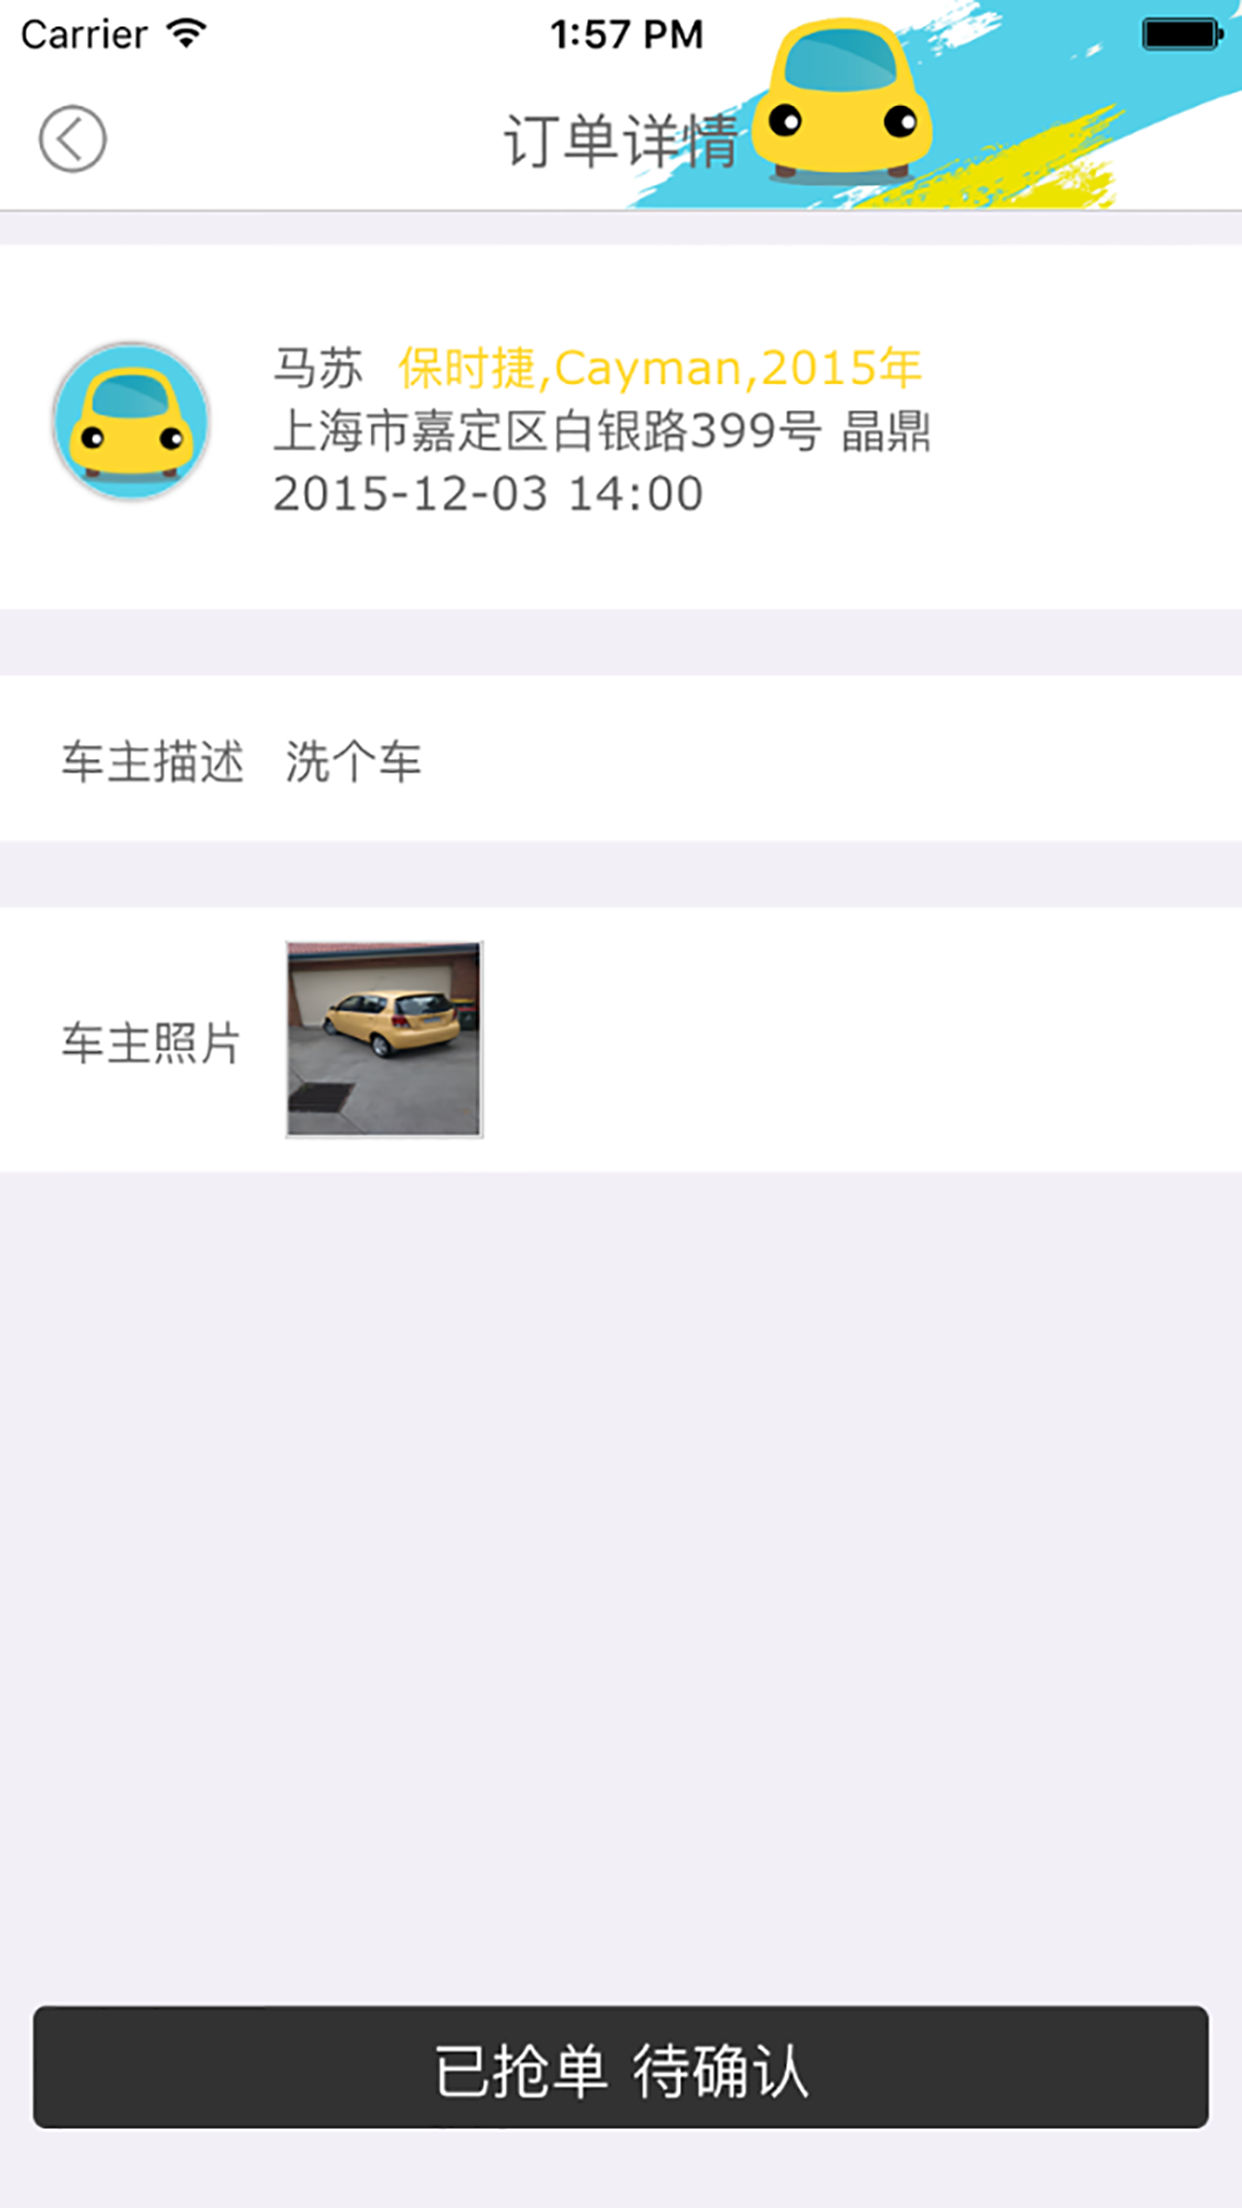 Carrier 1:57 PM
订单详情
马苏 保时捷,Cayman,2015年
上海市嘉定区白银路399号 晶鼎
2015-12-03 14:00
车主描述 洗个车
车主照片
已抢单 待确认